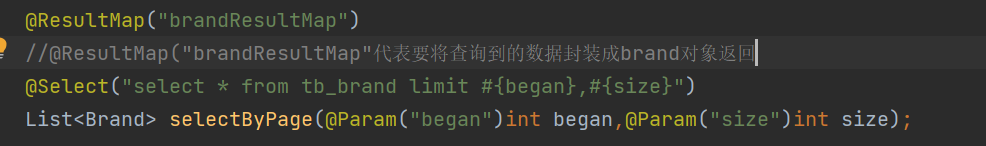 @ResultMap("brandResultMap")
//@ResultMap("brandResultMap"代表要将查询到的数据封装成brand对象返回
@Select("select * from tb_brand limit #{began},#{size}")
List<Brand> selectByPage(@Param("began")int began,@Param("size")int size);